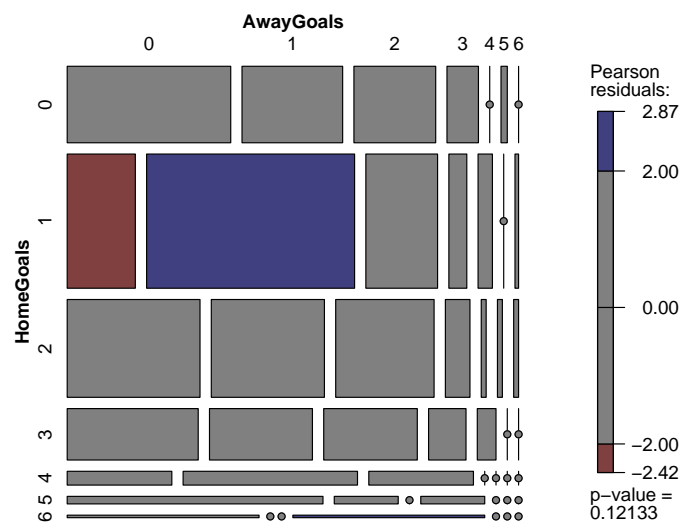 AwayGoals
0 1 2 3 4 5 6
HomeGoals
0
1
2
3
4
5
6
Pearson
residuals:
2.87
2.00
0.00
−2.00
−2.42
p−value =
0.12133